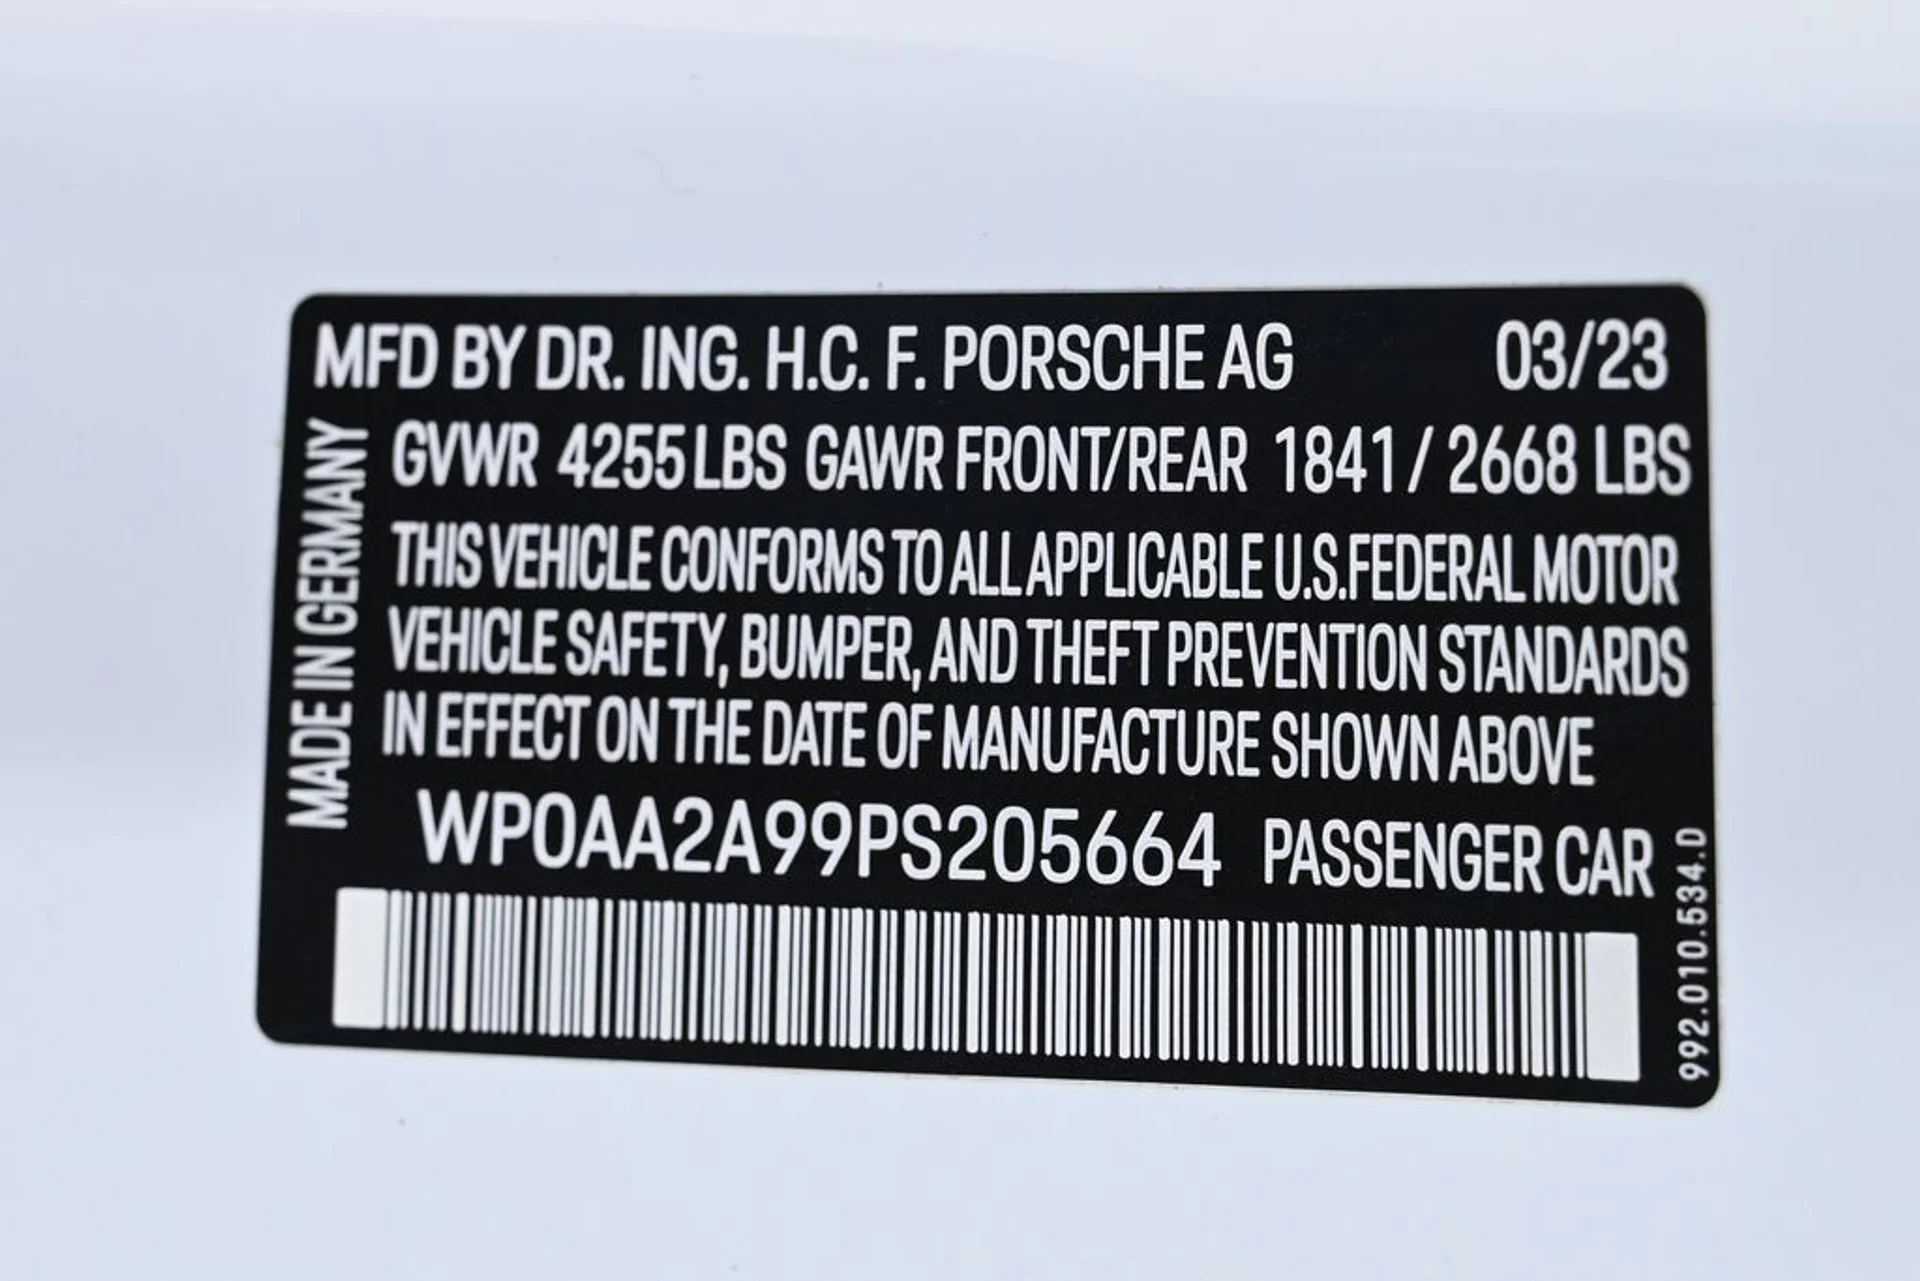 MFD BY DR. ING. H.C. F. PORSCHE AG 03/23
MADE IN GERMANY
GVWR 4255 LBS GAWR FRONT/REAR 1841 / 2668 LBS
THIS VEHICLE CONFORMS TO ALL APPLICABLE U.S.FEDERAL MOTOR
VEHICLE SAFETY, BUMPER, AND THEFT PREVENTION STANDARDS
IN EFFECT ON THE DATE OF MANUFACTURE SHOWN ABOVE
WP0AA2A99PS205664 PASSENGER CAR
992.010.534.D